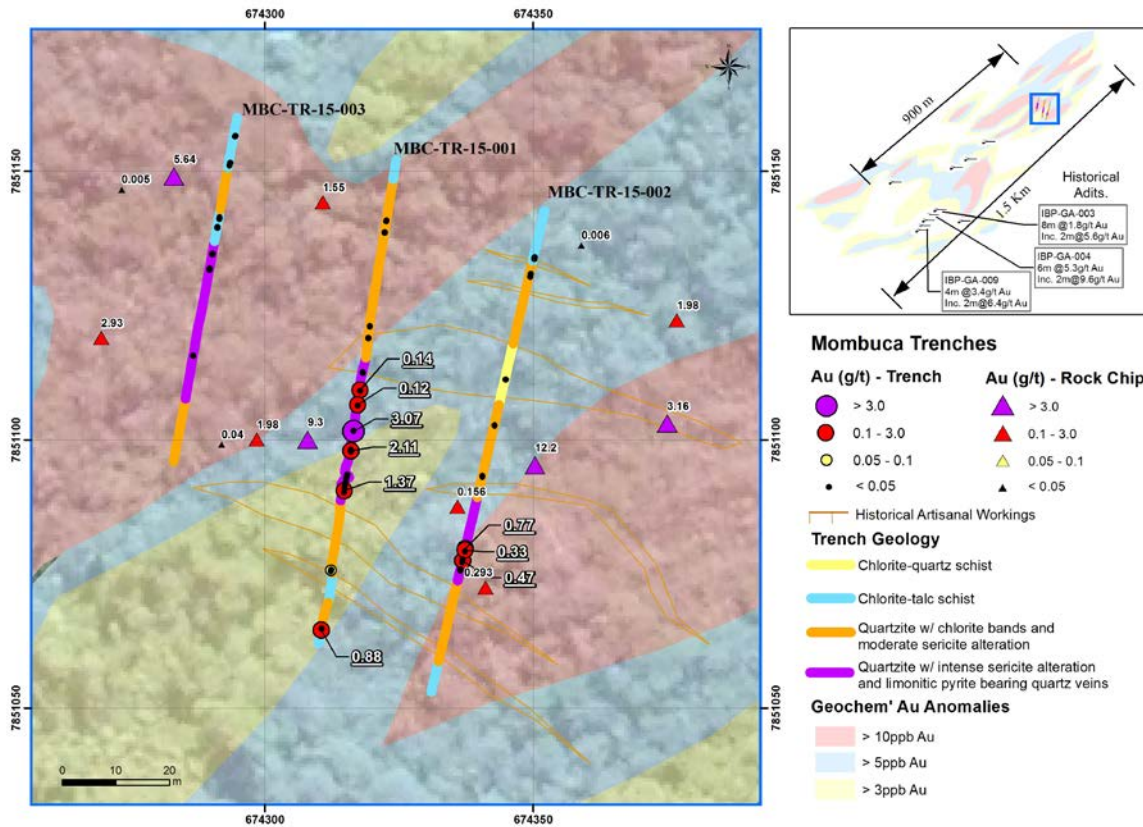 674300
674350
7851150
7851100
7851050
MBC-TR-15-003
MBC-TR-15-001
MBC-TR-15-002
5.64
0.005
1.55
0.006
2.93
1.98
0.14
0.12
3.07
2.11
1.37
0.04
1.98
9.3
3.16
12.2
0.156
0.77
0.33
0.47
0.293
0.88
0 10 20
m
674300
674350
7851150
7851100
7851050
900 m
1.5 Km
Historical
Adits.
IBP-GA-003
8m @1.8g/t Au
Inc. 2m@5.6g/t Au
IBP-GA-004
6m @5.3g/t Au
Inc. 2m@9.6g/t Au
IBP-GA-009
4m @3.4g/t Au
Inc. 2m@6.4g/t Au
Mombuca Trenches
Au (g/t) - Trench
> 3.0
0.1 - 3.0
0.05 - 0.1
< 0.05
Au (g/t) - Rock Chip
> 3.0
0.1 - 3.0
0.05 - 0.1
< 0.05
Historical Artisanal Workings
Trench Geology
Chlorite-quartz schist
Chlorite-talc schist
Quartzite w/ chlorite bands and
moderate sericite alteration
Quartzite w/ intense sericite alteration
and limonitic pyrite bearing quartz veins
Geochem' Au Anomalies
> 10ppb Au
> 5ppb Au
> 3ppb Au